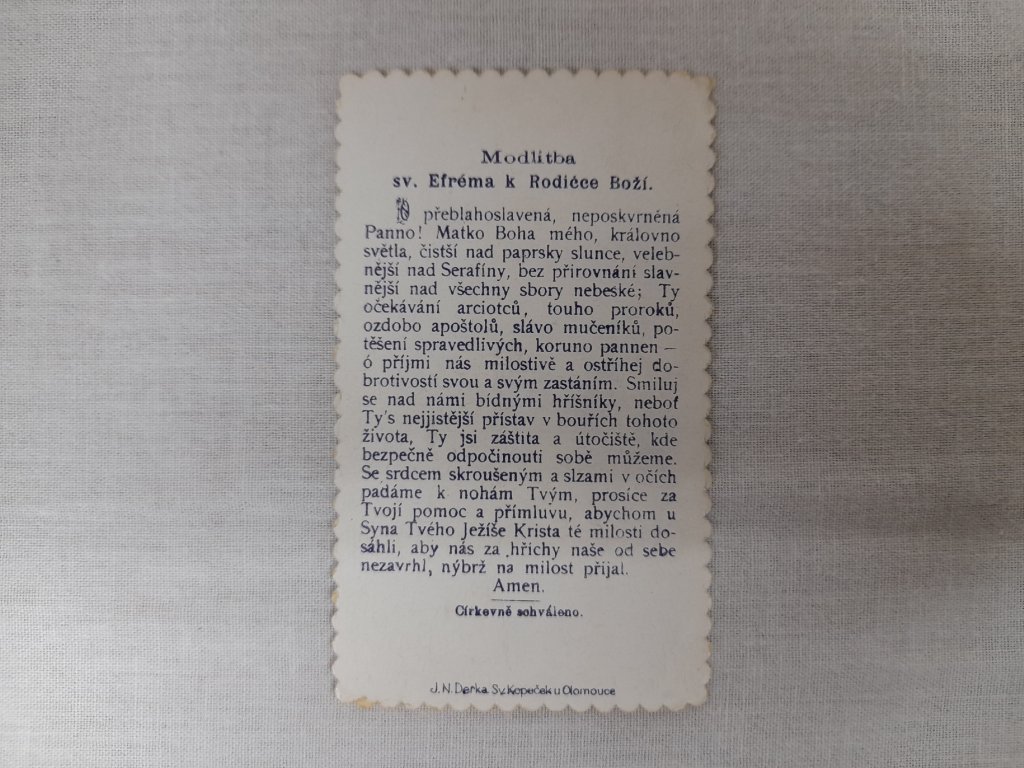 Modlitba
sv. Efréma k Rodičce Boží.
Ó přeblahoslavená, neposkvrněná
Panno! Matko Boha mého, královno
světla, čistší nad paprsky slunce, veleb-
nější nad Serafíny, bez přirovnání slav-
nější nad všechny sbory nebeské; Ty
očekávání arciotců, touho proroků,
ozdobo apoštolů, slávo mučeníků, po-
těšení spravedlivých, koruno pannen —
ó příjmi nás milostivě a ostříhej do-
brotivostí svou a svým zastáním. Smiluj
se nad námi bídnými hříšníky, neboť
Ty's nejjistější přístav v bouřích tohoto
života, Ty jsi záštita a útočiště, kde
bezpečně odpočinouti sobě můžeme.
Se srdcem skroušeným a slzami v očích
padáme k nohám Tvým, prosíce za
Tvojí pomoc a přímluvu, abychom u
Syna Tvého Ježíše Krista té milosti do-
sáhli, aby nás za hřichy naše od sebe
nezavrhl, nýbrž na milost přijal.
Amen.
Církevně schváleno.
J. N. Derka Sv. Kopeček u Olomouce